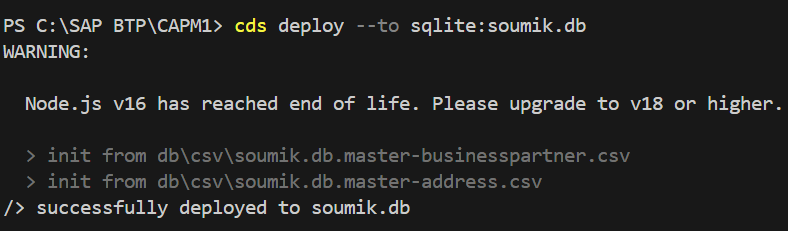 PS C:\SAP BTP\CAPM1> cds deploy --to sqlite:soumik.db
WARNING:
Node.js v16 has reached end of life. Please upgrade to v18 or higher.
> init from db\csv\soumik.db.master-businesspartner.csv
> init from db\csv\soumik.db.master-address.csv
/> successfully deployed to soumik.db